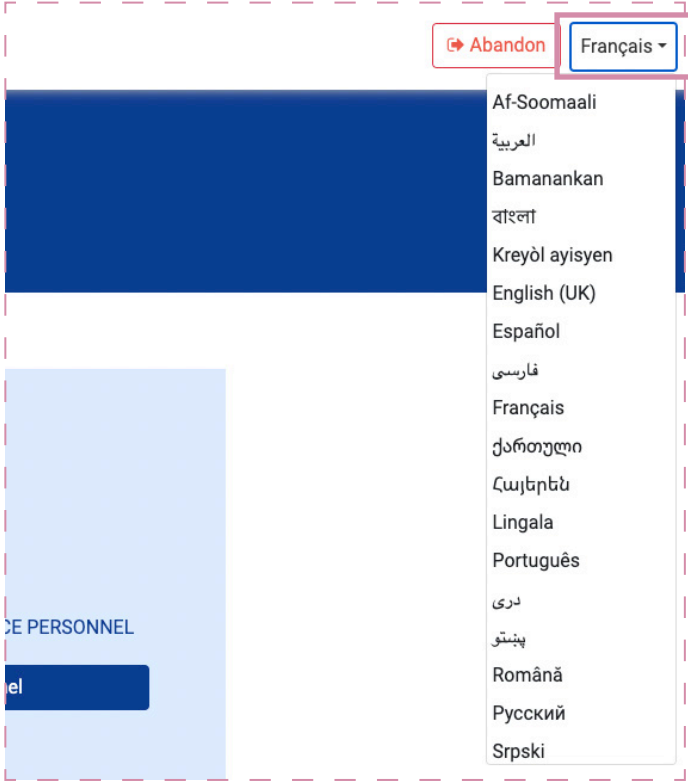 Abandon
Français
Af-Soomaali
العربية
Bamanankan
বাংলা
Kreyòl ayisyen
English (UK)
Español
فارسی
Français
ქართული
Հայերեն
Lingala
Português
دری
پښتو
Română
Русский
Srpski
CE PERSONNEL
nel